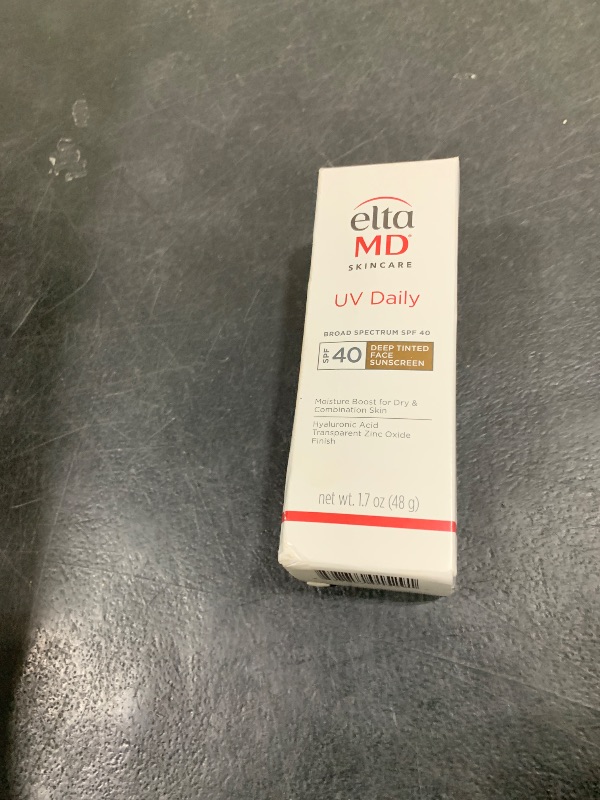 elta
MD
SKINCARE
UV Daily
BROAD SPECTRUM SPF 40
SPF 40 DEEP TINTED
FACE
SUNSCREEN
Moisture Boost for Dry &
Combination Skin
Hyaluronic Acid
Transparent Zinc Oxide
Finish
net wt. 1.7 oz (48 g)